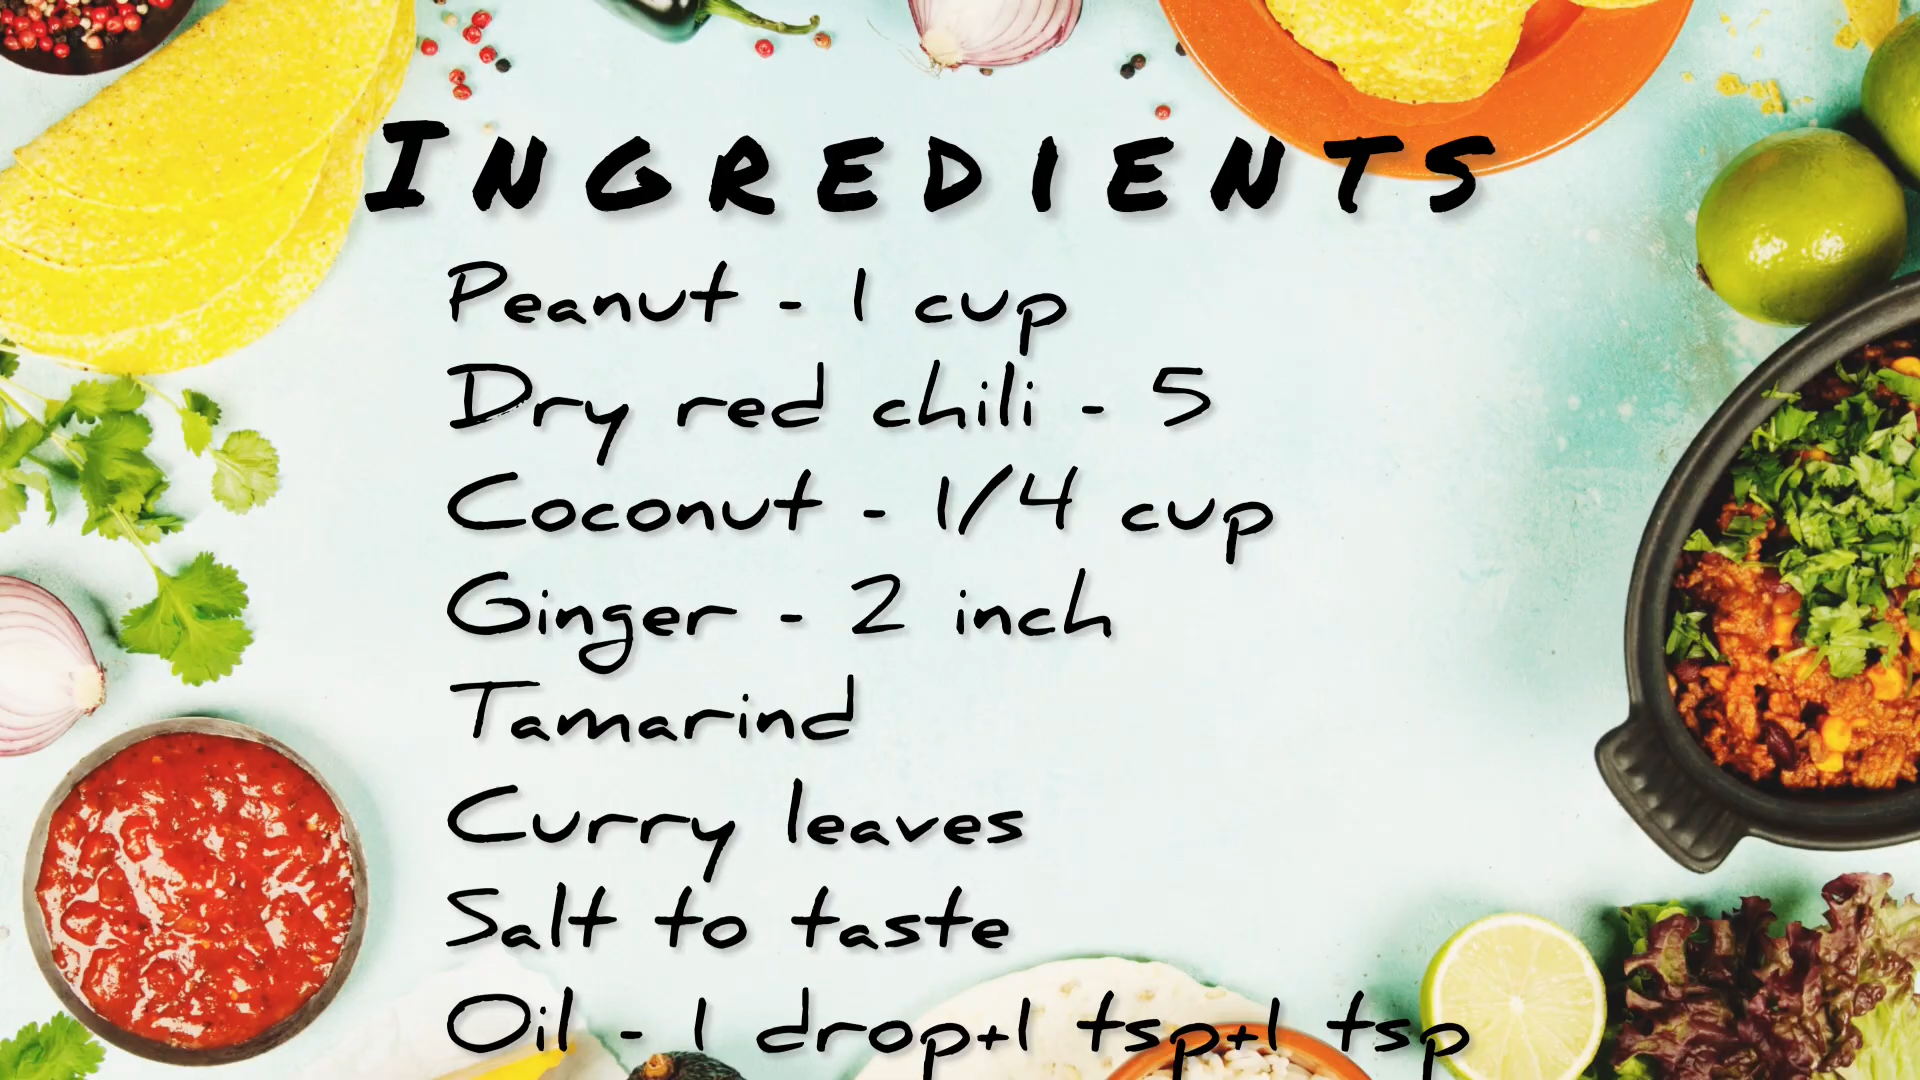 Ingredients
Peanut - 1 cup
Dry red chili - 5
Coconut - 1/4 cup
Ginger - 2 inch
Tamarind
Curry leaves
Salt to taste
Oil - 1 drop+1 tsp+1 tsp